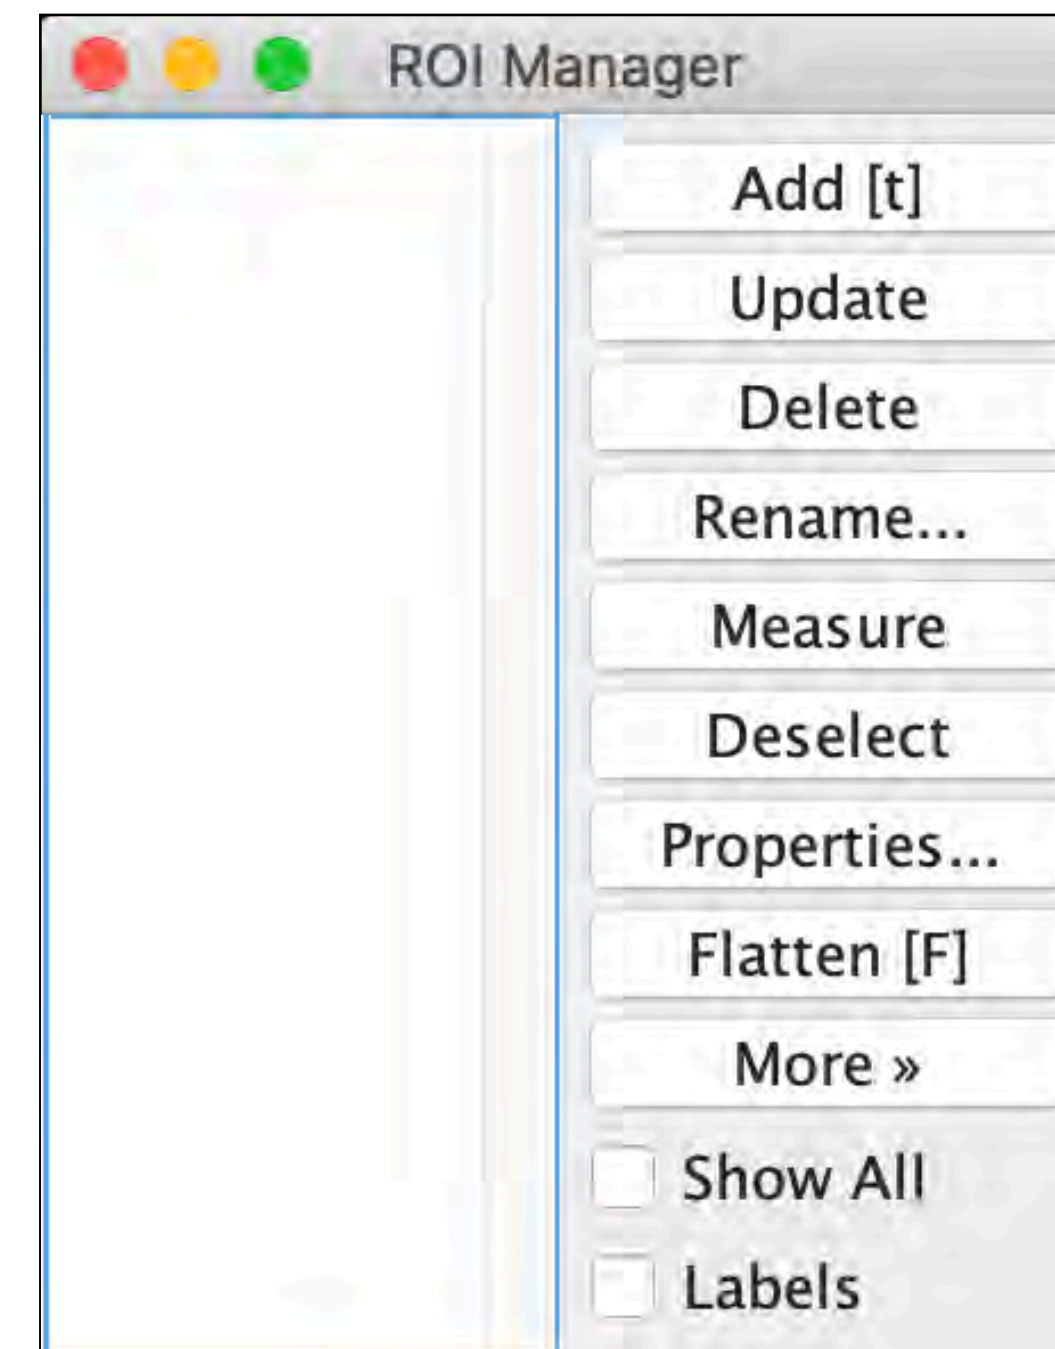 ROI Manager
Add [t]
Update
Delete
Rename...
Measure
Deselect
Properties...
Flatten [F]
More »
Show All
Labels